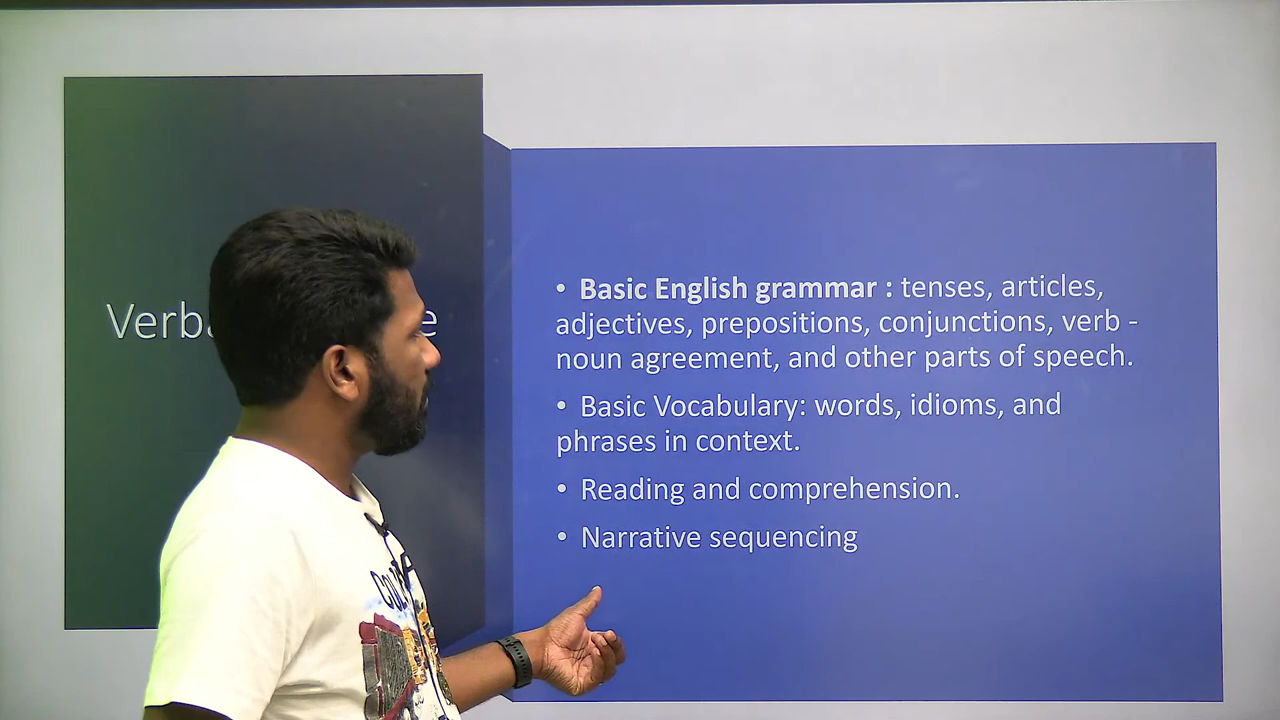 • Basic English grammar : tenses, articles,
adjectives, prepositions, conjunctions, verb -
noun agreement, and other parts of speech.
• Basic Vocabulary: words, idioms, and
phrases in context.
• Reading and comprehension.
• Narrative sequencing